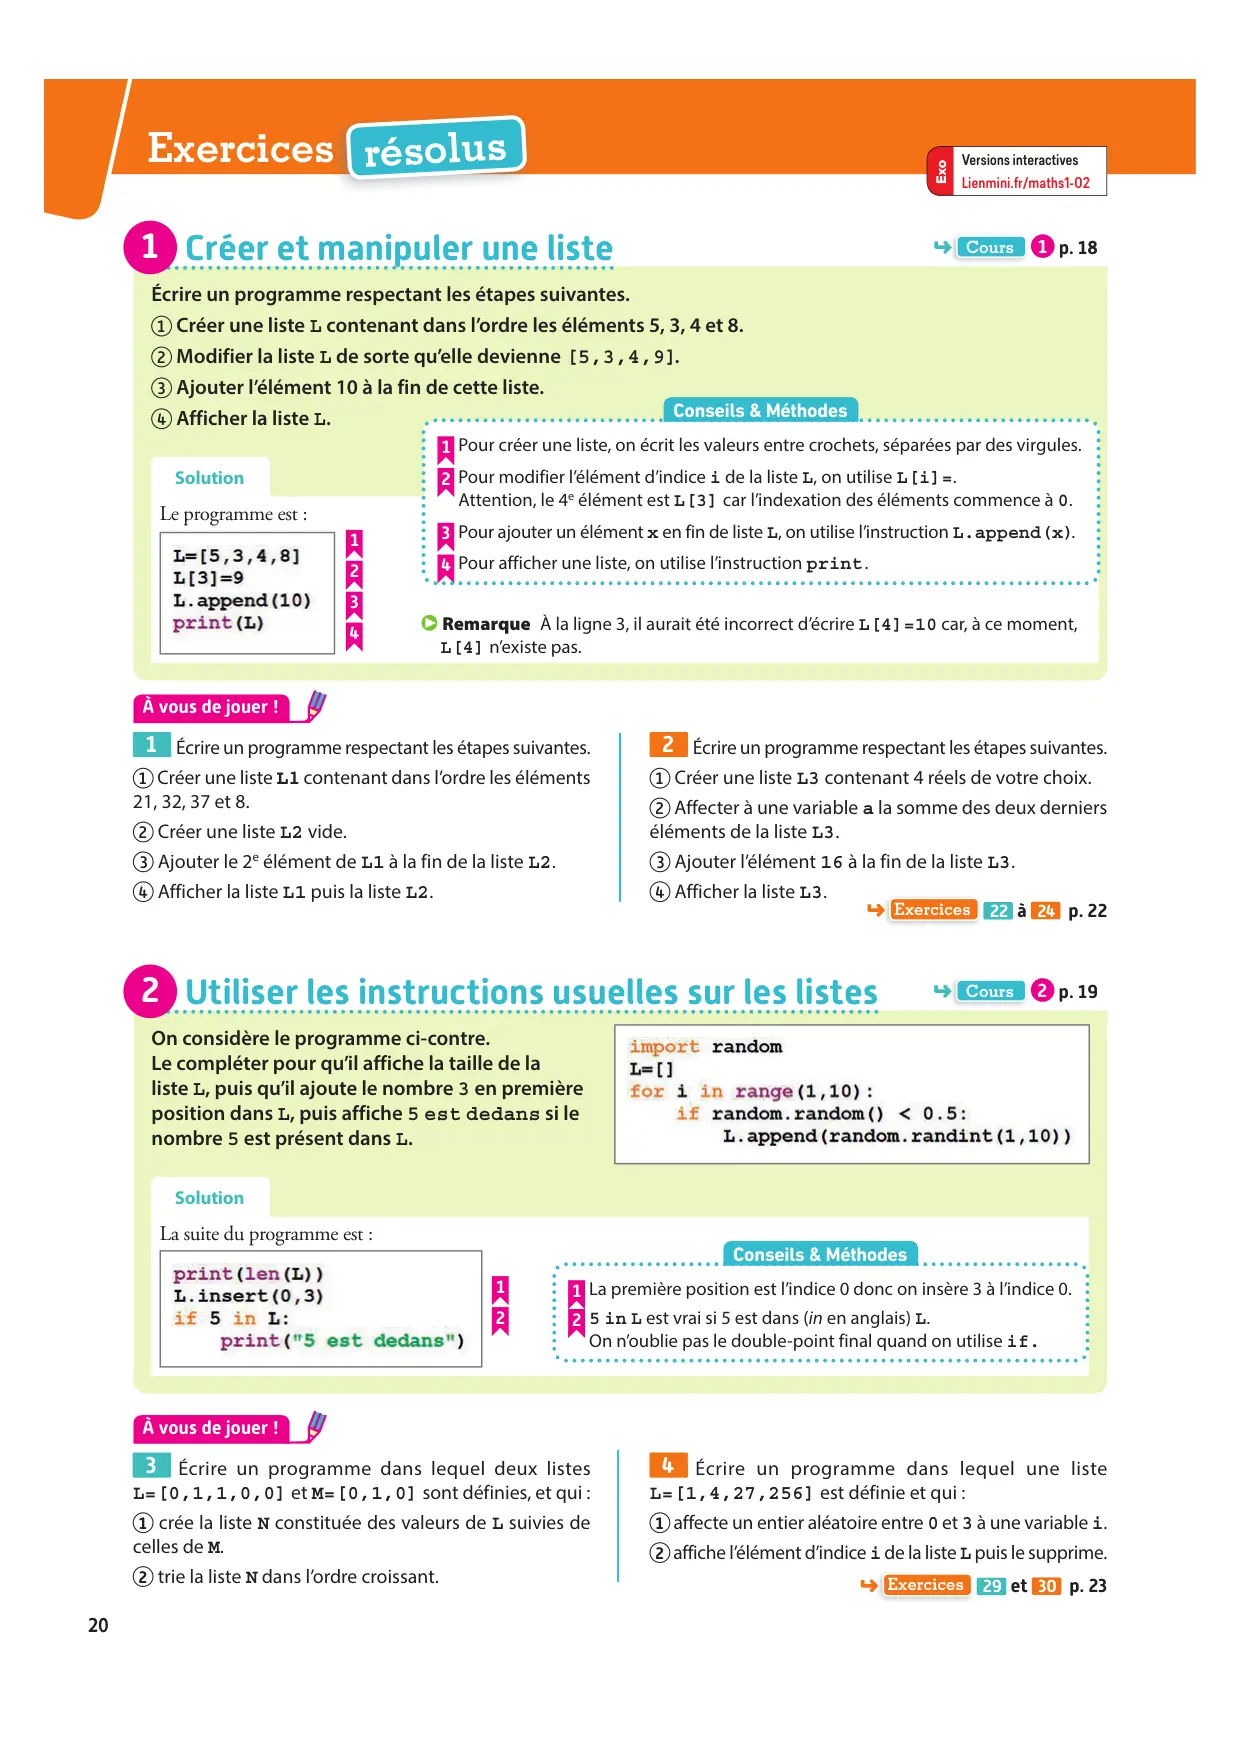 Exercices résolus
Exo
Versions interactives
Lienmini.fr/maths1-02
1 Créer et manipuler une liste
Cours 1 p. 18
Écrire un programme respectant les étapes suivantes.
① Créer une liste L contenant dans l'ordre les éléments 5, 3, 4 et 8.
② Modifier la liste L de sorte qu'elle devienne [5,3,4,9].
③ Ajouter l'élément 10 à la fin de cette liste.
④ Afficher la liste L.
Conseils & Méthodes
1 Pour créer une liste, on écrit les valeurs entre crochets, séparées par des virgules.
2 Pour modifier l'élément d'indice i de la liste L, on utilise L[i]=.
Attention, le 4e élément est L[3] car l'indexation des éléments commence à 0.
3 Pour ajouter un élément x en fin de liste L, on utilise l'instruction L.append(x).
4 Pour afficher une liste, on utilise l'instruction print.
Solution
Le programme est :
L=[5,3,4,8]
L[3]=9
L.append(10)
print(L)
1
2
3
4
Remarque À la ligne 3, il aurait été incorrect d'écrire L[4]=10 car, à ce moment,
L[4] n'existe pas.
À vous de jouer !
1 Écrire un programme respectant les étapes suivantes.
① Créer une liste L1 contenant dans l'ordre les éléments
21, 32, 37 et 8.
② Créer une liste L2 vide.
③ Ajouter le 2e élément de L1 à la fin de la liste L2.
④ Afficher la liste L1 puis la liste L2.
2 Écrire un programme respectant les étapes suivantes.
① Créer une liste L3 contenant 4 réels de votre choix.
② Affecter à une variable a la somme des deux derniers
éléments de la liste L3.
③ Ajouter l'élément 16 à la fin de la liste L3.
④ Afficher la liste L3.
Exercices 22 à 24 p. 22
2 Utiliser les instructions usuelles sur les listes
Cours 2 p. 19
On considère le programme ci-contre.
Le compléter pour qu'il affiche la taille de la
liste L, puis qu'il ajoute le nombre 3 en première
position dans L, puis affiche 5 est dedans si le
nombre 5 est présent dans L.
import random
L=[]
for i in range(1,10):
    if random.random() < 0.5:
        L.append(random.randint(1,10))
Solution
La suite du programme est :
print(len(L))
L.insert(0,3)
if 5 in L:
    print("5 est dedans")
1
2
Conseils & Méthodes
1 La première position est l'indice 0 donc on insère 3 à l'indice 0.
2 5 in L est vrai si 5 est dans (in en anglais) L.
On n'oublie pas le double-point final quand on utilise if.
À vous de jouer !
3 Écrire un programme dans lequel deux listes
L=[0,1,1,0,0] et M=[0,1,0] sont définies, et qui :
① crée la liste N constituée des valeurs de L suivies de
celles de M.
② trie la liste N dans l'ordre croissant.
4 Écrire un programme dans lequel une liste
L=[1,4,27,256] est définie et qui :
① affecte un entier aléatoire entre 0 et 3 à une variable i.
② affiche l'élément d'indice i de la liste L puis le supprime.
Exercices 29 et 30 p. 23
20